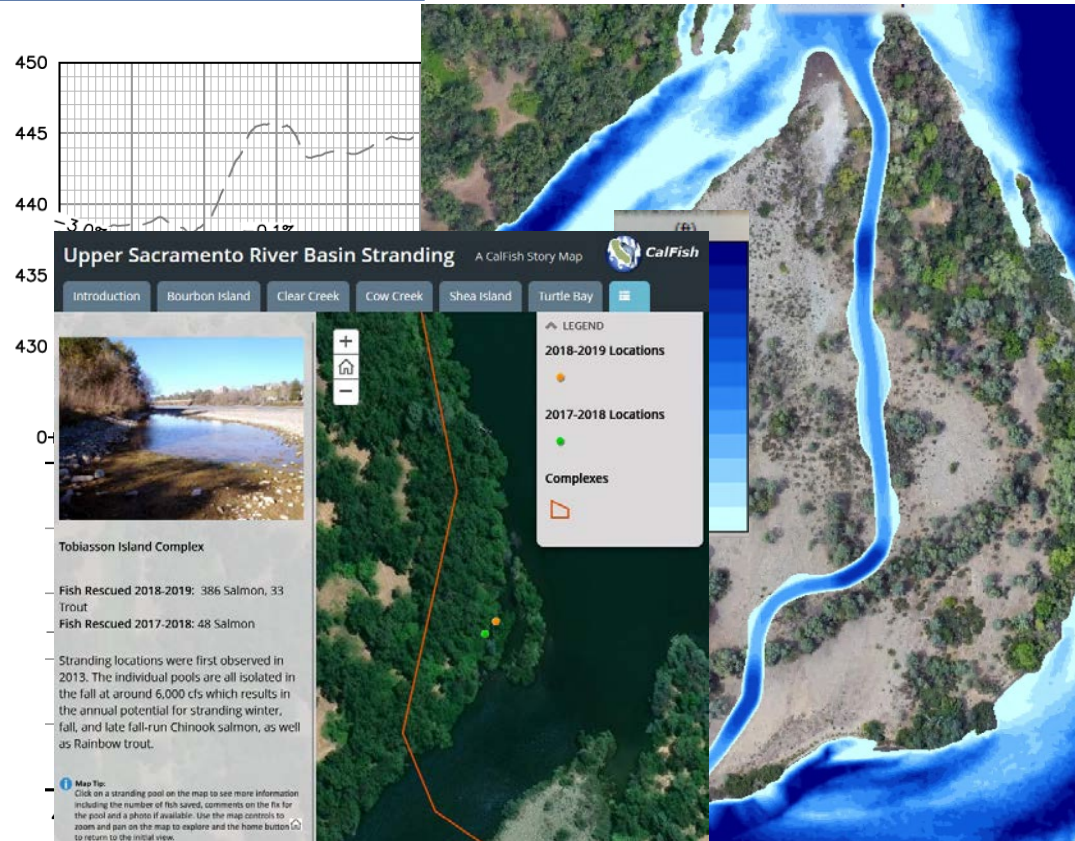 450
445
440
-3.0%
0.1%
435
430
0+
Upper Sacramento River Basin Stranding
A CalFish Story Map
CalFish
Introduction
Bourbon Island
Clear Creek
Cow Creek
Shea Island
Turtle Bay
LEGEND
2018-2019 Locations
2017-2018 Locations
Complexes
Tobiasson Island Complex
Fish Rescued 2018-2019: 386 Salmon, 33
Trout
Fish Rescued 2017-2018: 48 Salmon
Stranding locations were first observed in
2013. The individual pools are all isolated in
the fall at around 6,000 cfs which results in
the annual potential for stranding winter,
fall, and late fall-run Chinook salmon, as well
as Rainbow trout.
Map Tip:
Click on a stranding pool on the map to see more information
including the number of fish saved, comments on the fix for
the pool and a photo if available. Use the map controls to
zoom and pan on the map to explore and the home button
to return to the initial view.